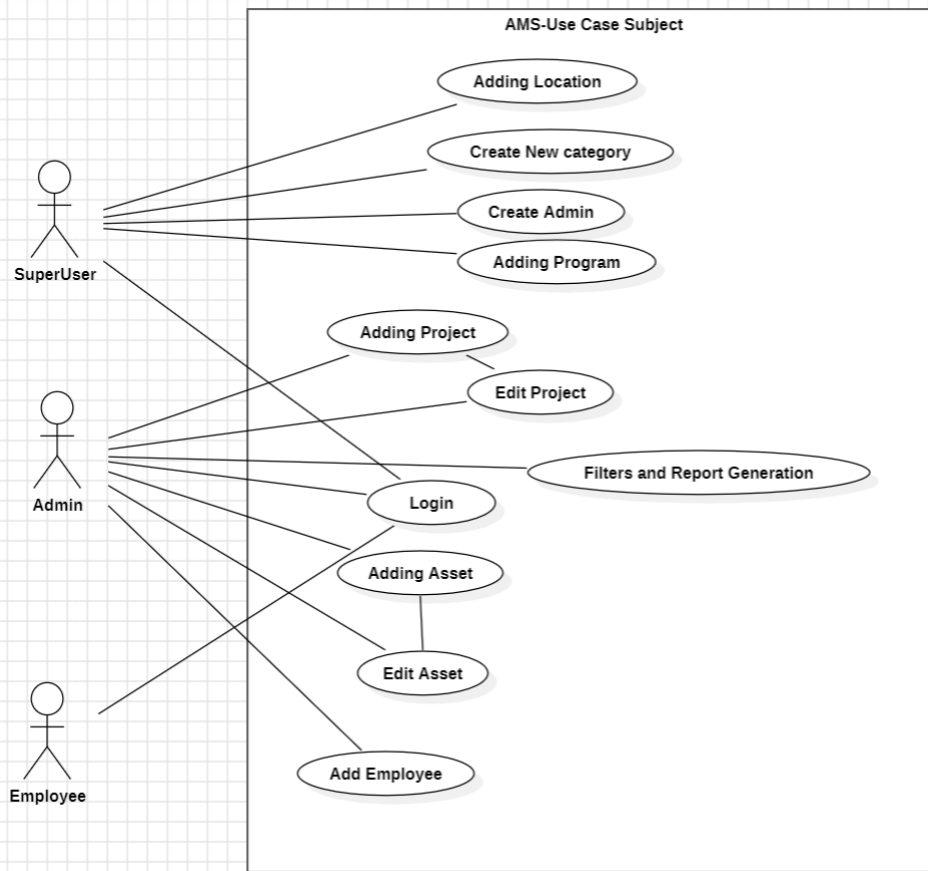 AMS-Use Case Subject
Adding Location
Create New category
Create Admin
Adding Program
SuperUser
Adding Project
Edit Project
Filters and Report Generation
Admin
Login
Adding Asset
Edit Asset
Add Employee
Employee